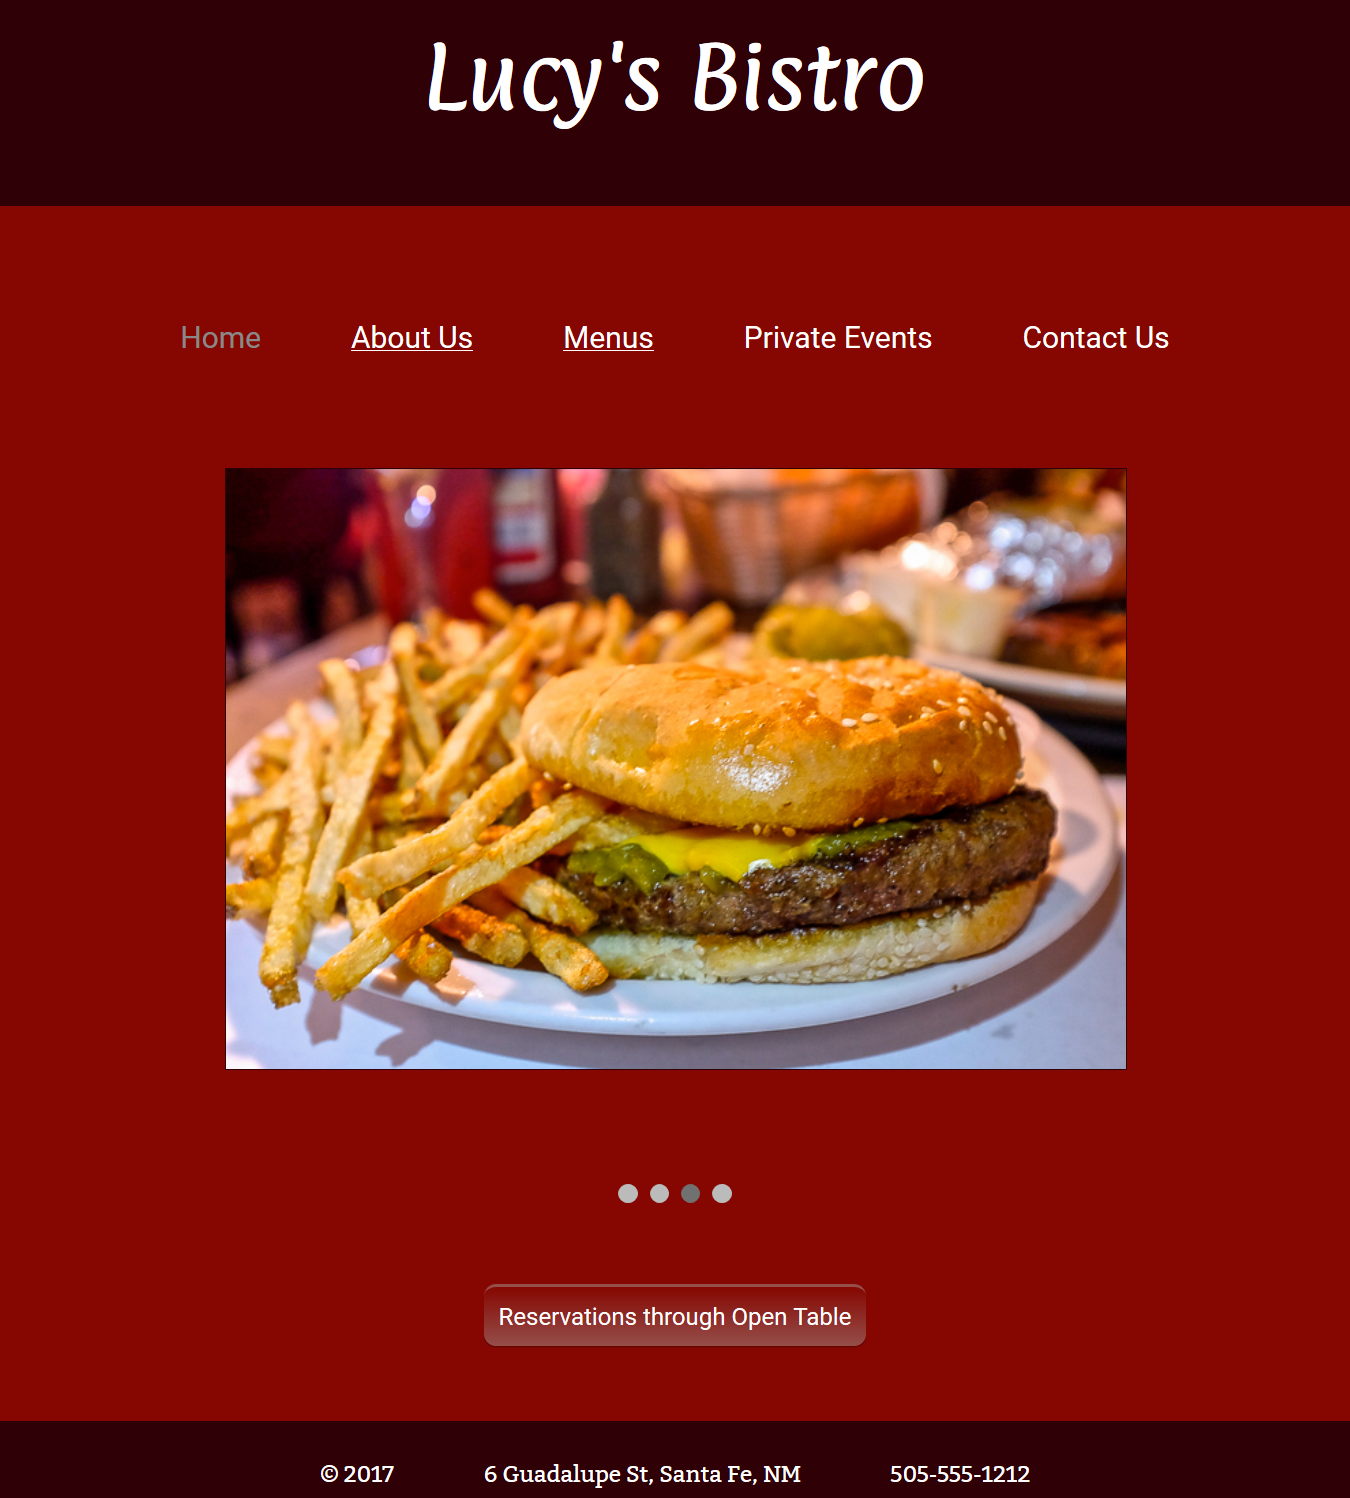 Lucy's Bistro
Home About Us Menus Private Events Contact Us
Reservations through Open Table
© 2017 6 Guadalupe St, Santa Fe, NM 505-555-1212